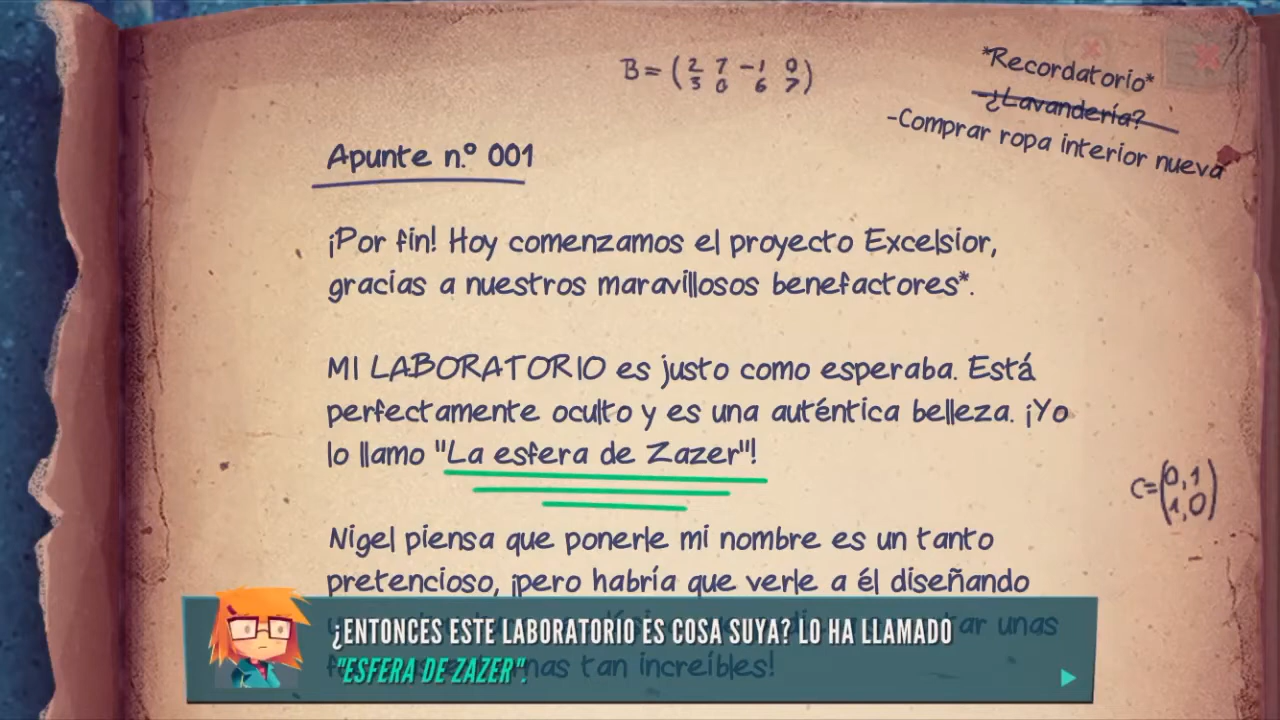 B = ( 2 7 -1 0
3 0 6 7 )
*Recordatorio*
¿Lavandería?
-Comprar ropa interior nueva
Apunte n.º 001
¡Por fin! Hoy comenzamos el proyecto Excelsior,
gracias a nuestros maravillosos benefactores*.
MI LABORATORIO es justo como esperaba. Está
perfectamente oculto y es una auténtica belleza. ¡Yo
lo llamo "La esfera de Zazer"!
C=(0,1
1,0)
Nigel piensa que ponerle mi nombre es un tanto
pretencioso, ¡pero habría que verle a él diseñando
unas
tan increíbles!
¿ENTONCES ESTE LABORATORIO ES COSA SUYA? LO HA LLAMADO
"ESFERA DE ZAZER".